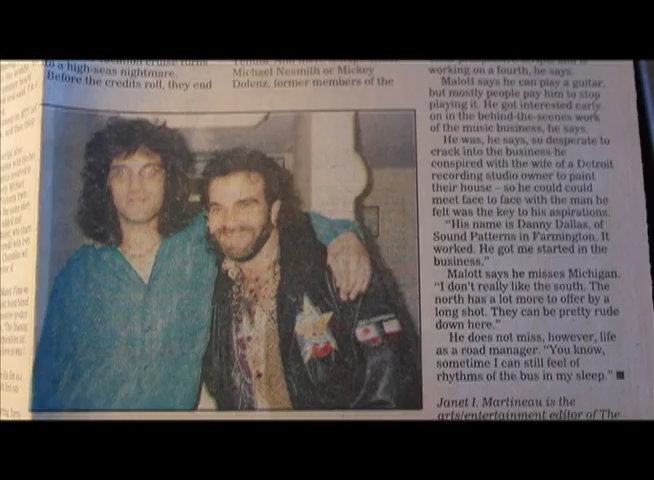 to a high-seas nightmare.
Before the credits roll, they end
Michael Nesmith or Mickey
Dolenz, former members of the
working on a fourth, he says.
Malott says he can play a guitar,
but mostly people pay him to stop
playing it. He got interested early
on in the behind-the-scenes work
of the music business, he says.
He was, he says, so desperate to
crack into the business he
conspired with the wife of a Detroit
recording studio owner to paint
their house — so he could could
meet face to face with the man he
felt was the key to his aspirations.
"His name is Danny Dallas, of
Sound Patterns in Farmington. It
worked. He got me started in the
business."
Malott says he misses Michigan.
"I don't really like the south. The
north has a lot more to offer by a
long shot. They can be pretty rude
down here."
He does not miss, however, life
as a road manager. "You know,
sometime I can still feel of
rhythms of the bus in my sleep." ■
Janet I. Martineau is the
arts/entertainment editor of The